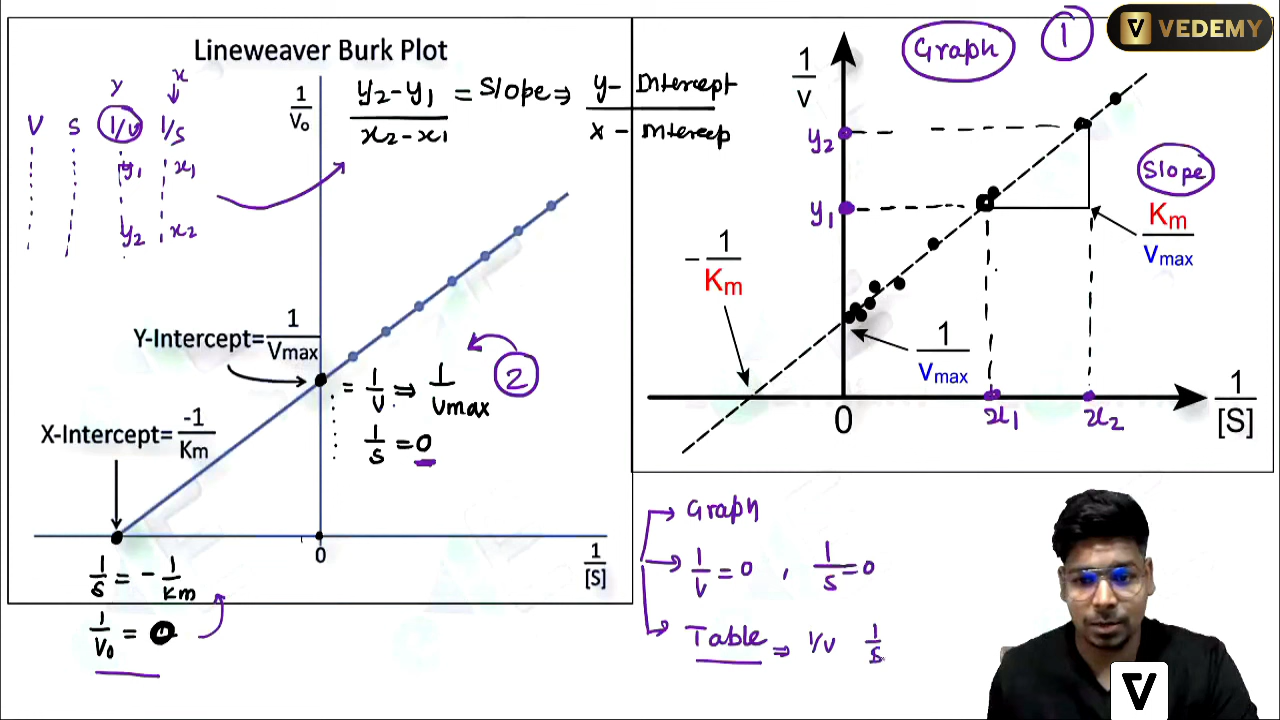 Lineweaver Burk Plot
y x
V S 1/V 1/S
y1 x1
y2 x2
1/V0
y2-y1/x2-x1 = Slope ⇒ y- Intercept/x - Intercep
Y-Intercept= 1/Vmax
= 1/V ⇒ 1/Vmax
1/S = 0
2
X-Intercept= -1/Km
0
1/[S]
1/S = - 1/Km
1/V0 = 0
Graph 1
VEDEMY
1/V
y2
y1
Slope
Km/Vmax
- 1/Km
1/Vmax
0
x1 x2
1/[S]
Graph
1/V = 0 , 1/S = 0
Table ⇒ 1/V 1/S